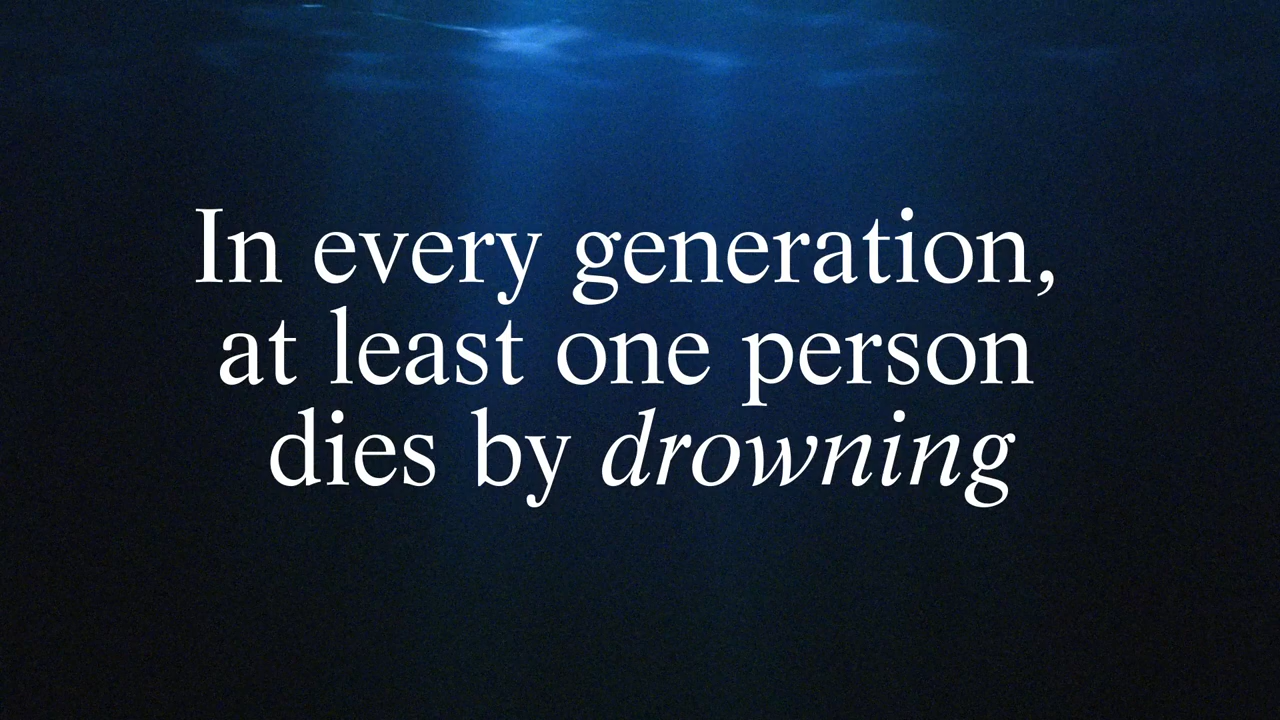 In every generation,
at least one person
dies by drowning